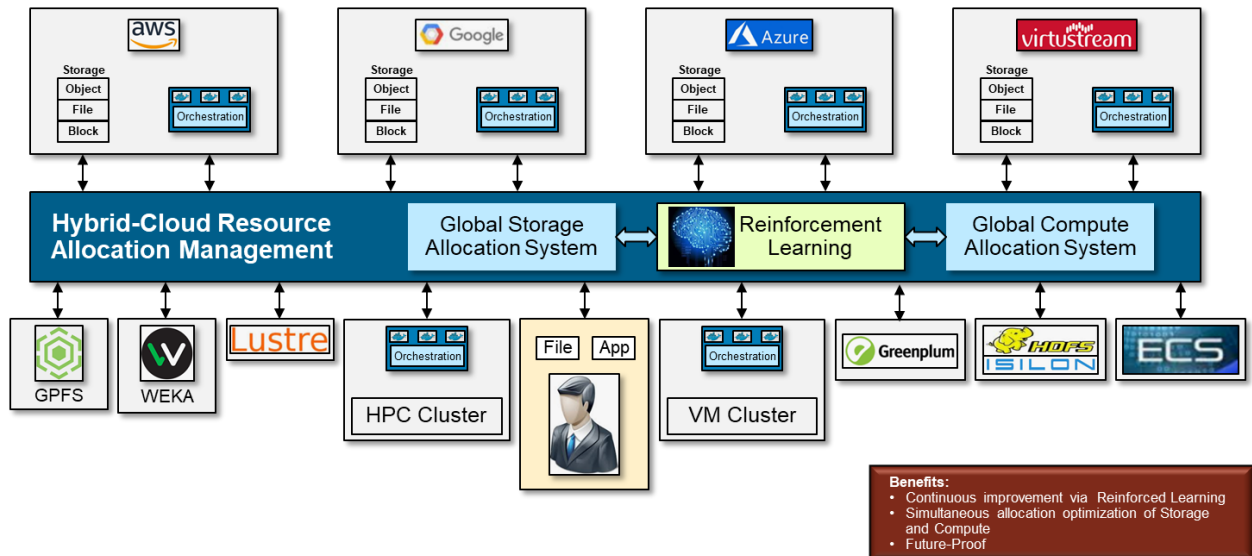 aws
Storage
Object
File
Block
Orchestration
Google
Storage
Object
File
Block
Orchestration
Azure
Storage
Object
File
Block
Orchestration
virtustream
Storage
Object
File
Block
Orchestration
Hybrid-Cloud Resource
Allocation Management
Global Storage
Allocation System
Reinforcement
Learning
Global Compute
Allocation System
GPFS
WEKA
Lustre
Orchestration
HPC Cluster
File
App
Orchestration
VM Cluster
Greenplum
HDFS
ISILON
ECS
Benefits:
• Continuous improvement via Reinforced Learning
• Simultaneous allocation optimization of Storage
and Compute
• Future-Proof